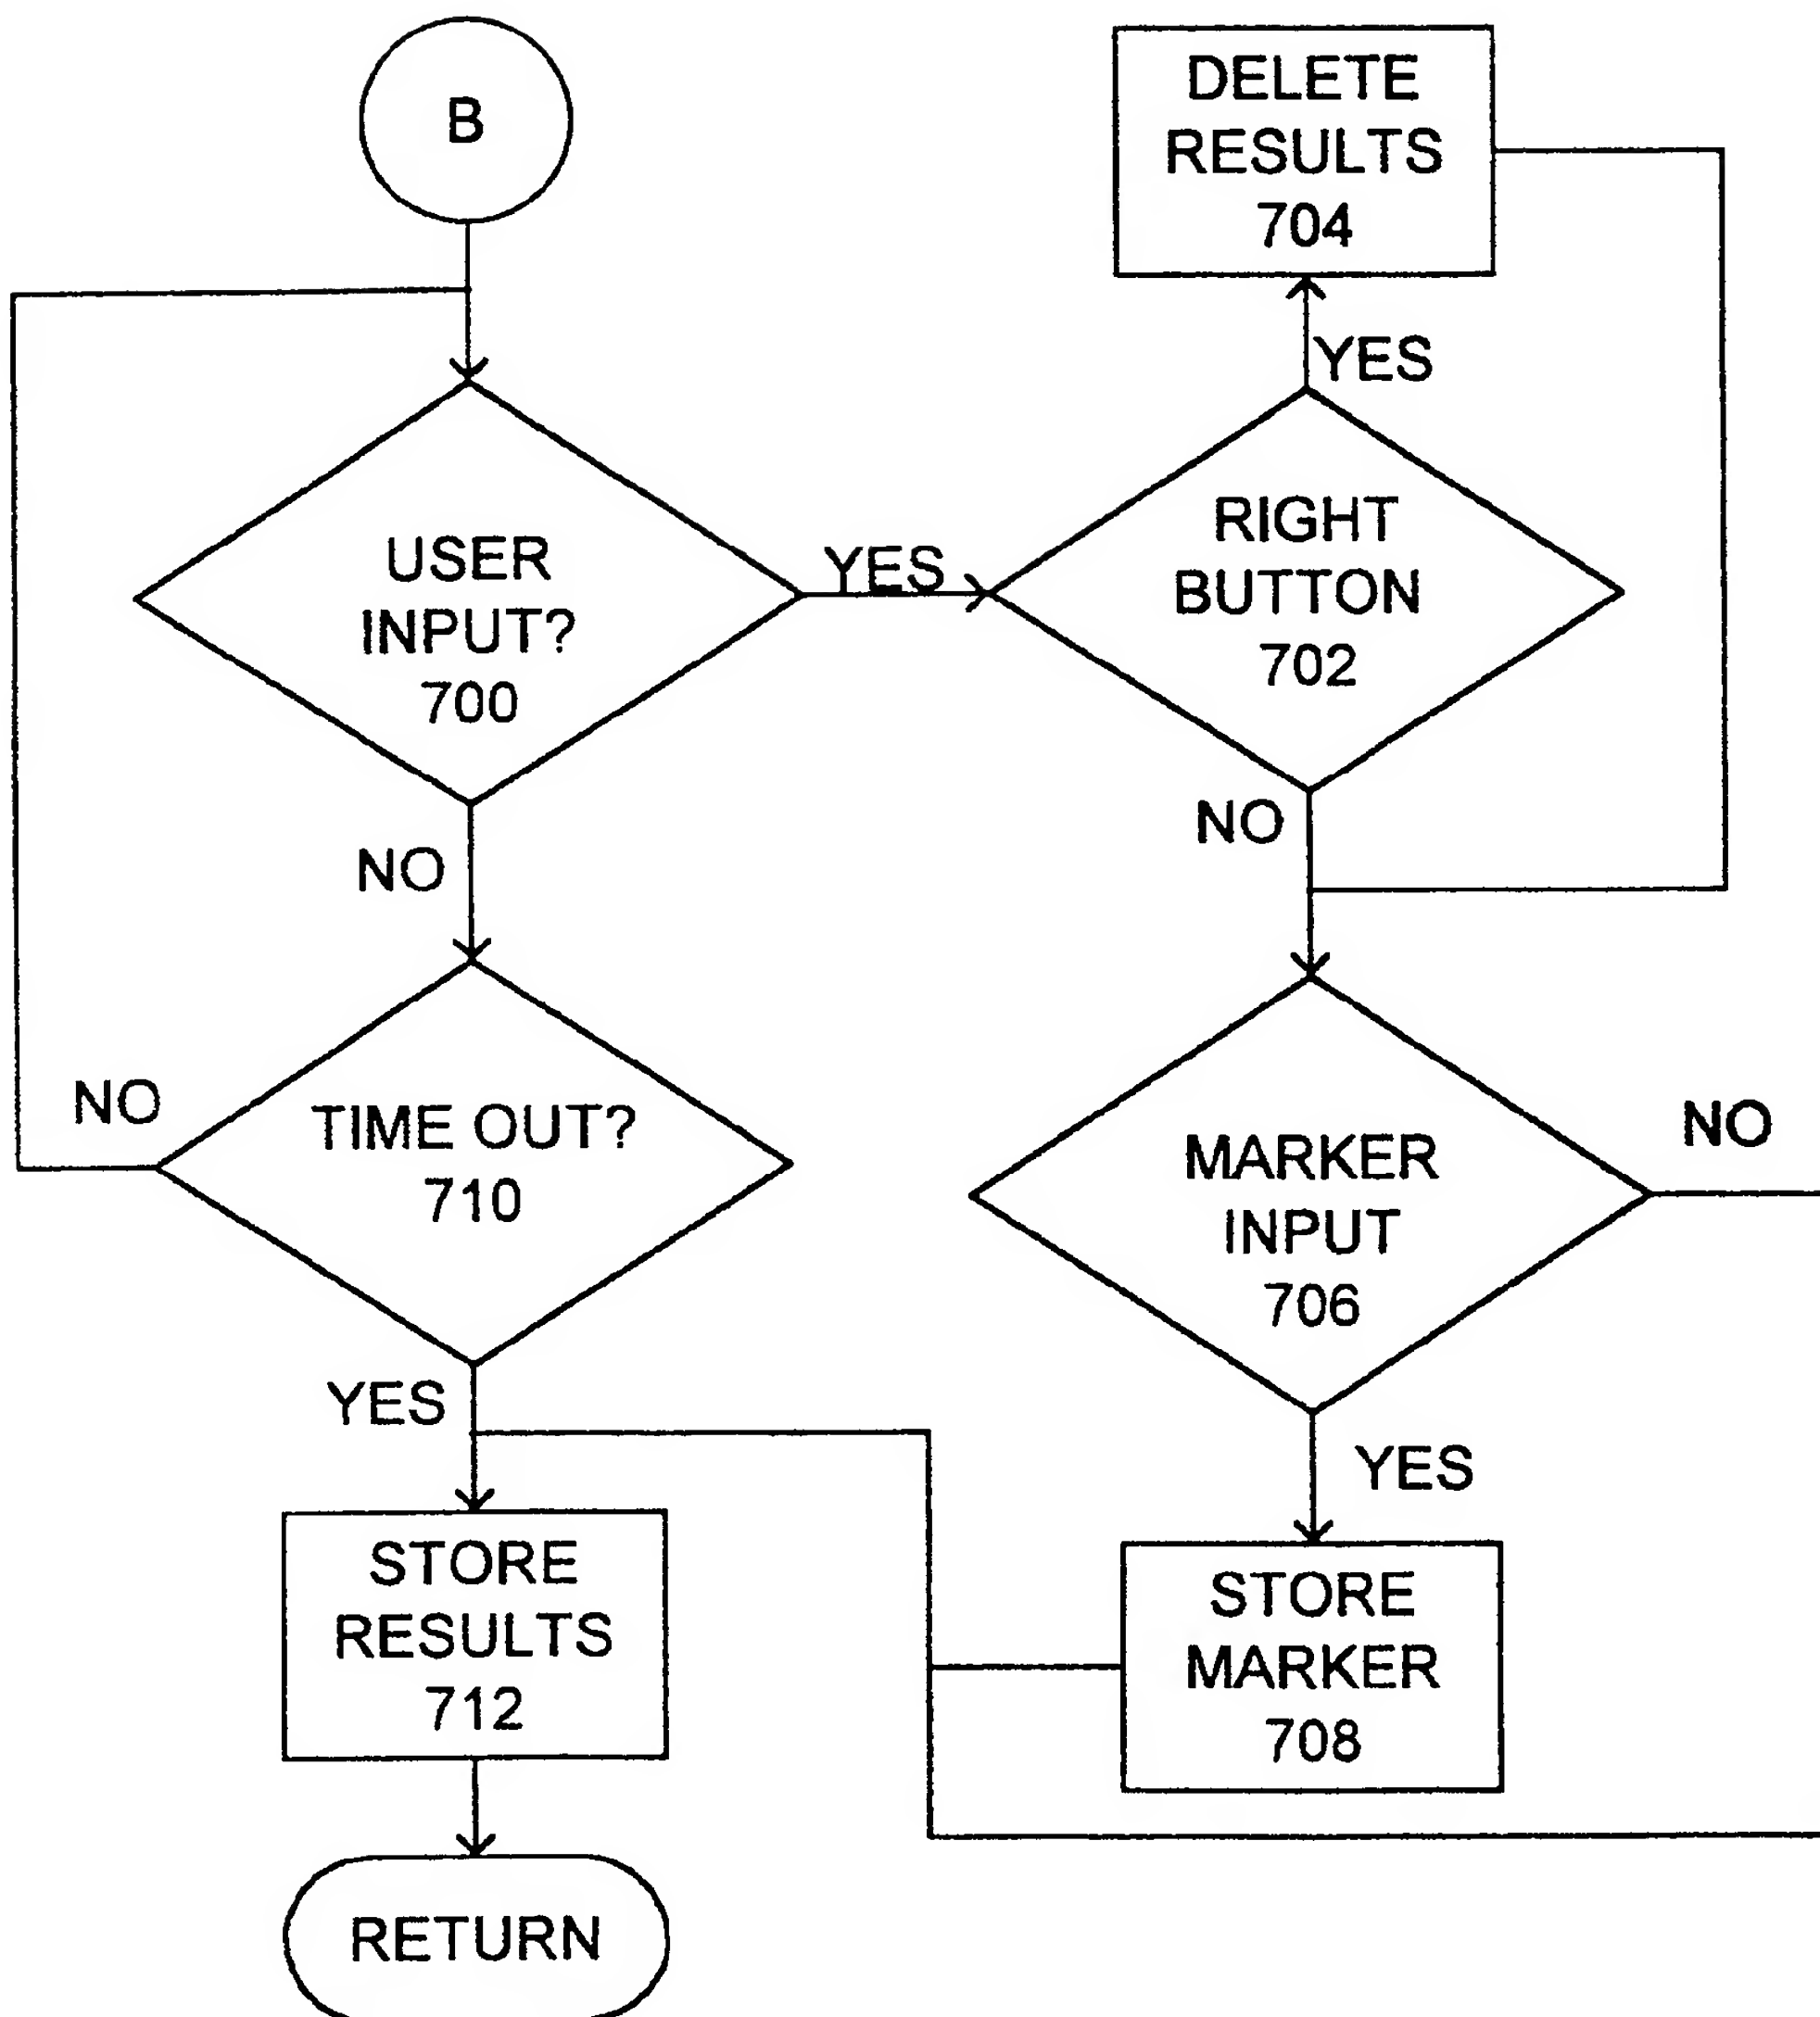 B
DELETE
RESULTS
704
YES
USER
INPUT?
700
YES
RIGHT
BUTTON
702
NO
NO
NO
TIME OUT?
710
MARKER
INPUT
706
NO
YES
YES
STORE
RESULTS
712
STORE
MARKER
708
RETURN